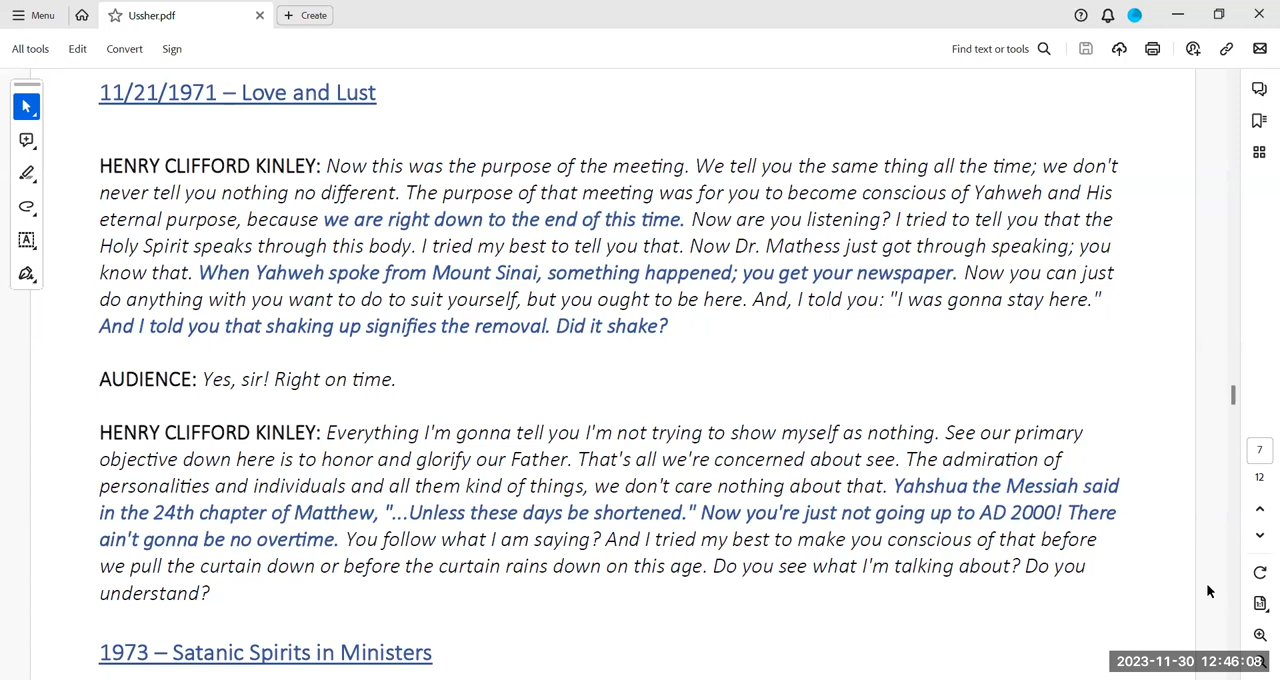 Menu
Ussher.pdf
Create
All tools
Edit
Convert
Sign
Find text or tools
11/21/1971 – Love and Lust
HENRY CLIFFORD KINLEY: Now this was the purpose of the meeting. We tell you the same thing all the time; we don't
never tell you nothing no different. The purpose of that meeting was for you to become conscious of Yahweh and His
eternal purpose, because we are right down to the end of this time. Now are you listening? I tried to tell you that the
Holy Spirit speaks through this body. I tried my best to tell you that. Now Dr. Mathess just got through speaking; you
know that. When Yahweh spoke from Mount Sinai, something happened; you get your newspaper. Now you can just
do anything with you want to do to suit yourself, but you ought to be here. And, I told you: "I was gonna stay here."
And I told you that shaking up signifies the removal. Did it shake?
AUDIENCE: Yes, sir! Right on time.
HENRY CLIFFORD KINLEY: Everything I'm gonna tell you I'm not trying to show myself as nothing. See our primary
objective down here is to honor and glorify our Father. That's all we're concerned about see. The admiration of
personalities and individuals and all them kind of things, we don't care nothing about that. Yahshua the Messiah said
in the 24th chapter of Matthew, "...Unless these days be shortened." Now you're just not going up to AD 2000! There
ain't gonna be no overtime. You follow what I am saying? And I tried my best to make you conscious of that before
we pull the curtain down or before the curtain rains down on this age. Do you see what I'm talking about? Do you
understand?
1973 – Satanic Spirits in Ministers
7
12
2023-11-30 12:46:08